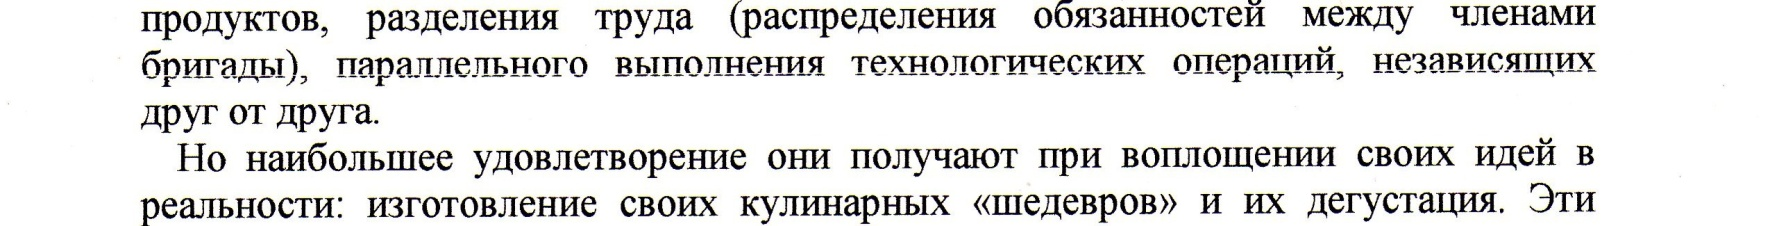 продуктов, разделения труда (распределения обязанностей между членами
бригады), параллельного выполнения технологических операций, независящих
друг от друга.
Но наибольшее удовлетворение они получают при воплощении своих идей в
реальности: изготовление своих кулинарных «шедевров» и их дегустация. Эти